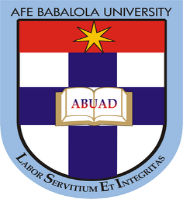 AFE BABALOLA UNIVERSITY
ABUAD
LABOR SERVITIUM ET INTEGRITAS